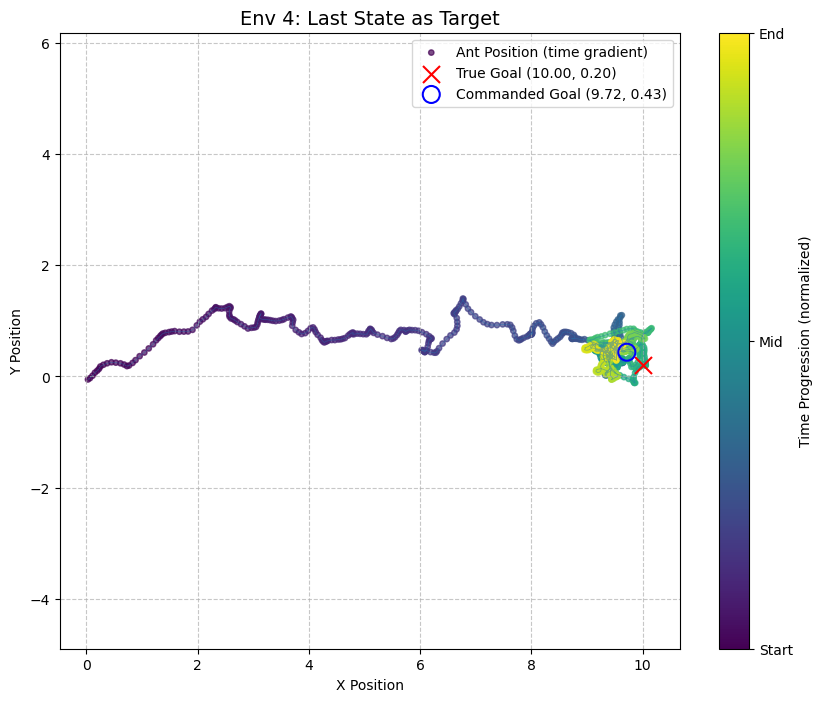 Env 4: Last State as Target
Ant Position (time gradient)
True Goal (10.00, 0.20)
Commanded Goal (9.72, 0.43)
6
4
2
0
−2
−4
Y Position
0
2
4
6
8
10
X Position
End
Mid
Start
Time Progression (normalized)